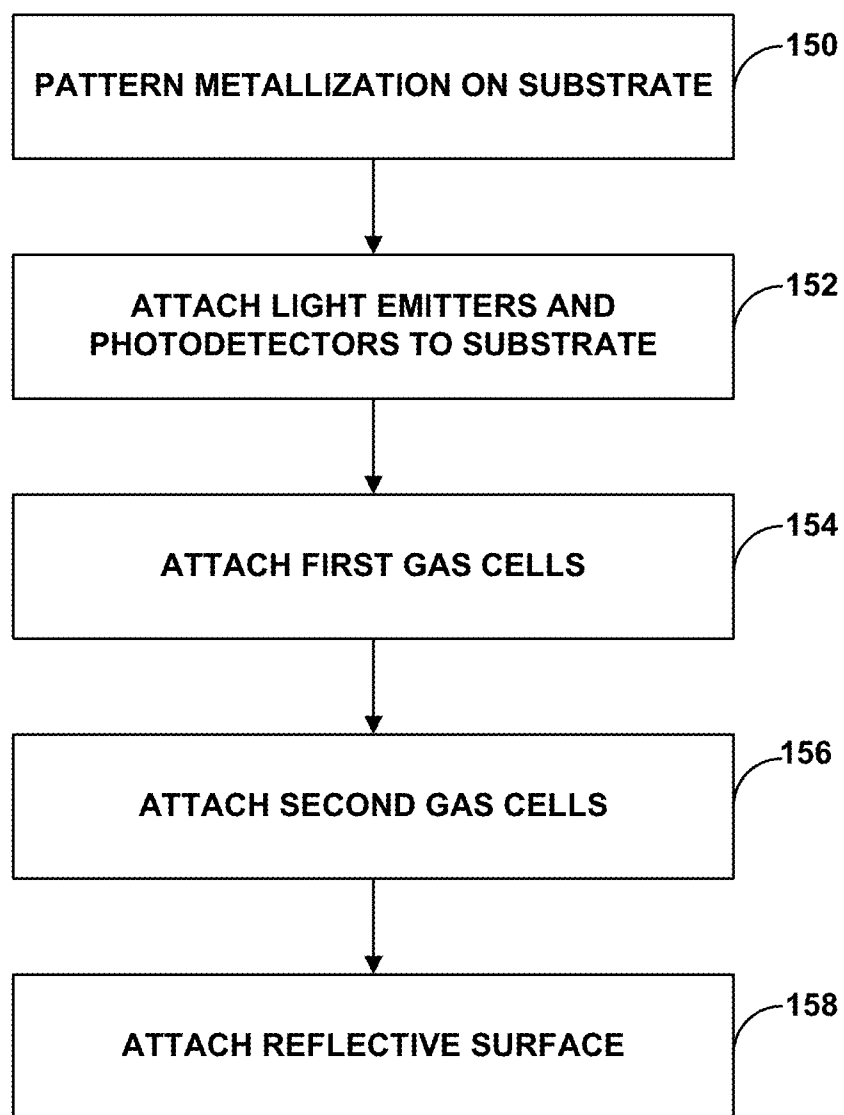 PATTERN METALLIZATION ON SUBSTRATE
150
ATTACH LIGHT EMITTERS AND
PHOTODETECTORS TO SUBSTRATE
152
ATTACH FIRST GAS CELLS
154
ATTACH SECOND GAS CELLS
156
ATTACH REFLECTIVE SURFACE
158